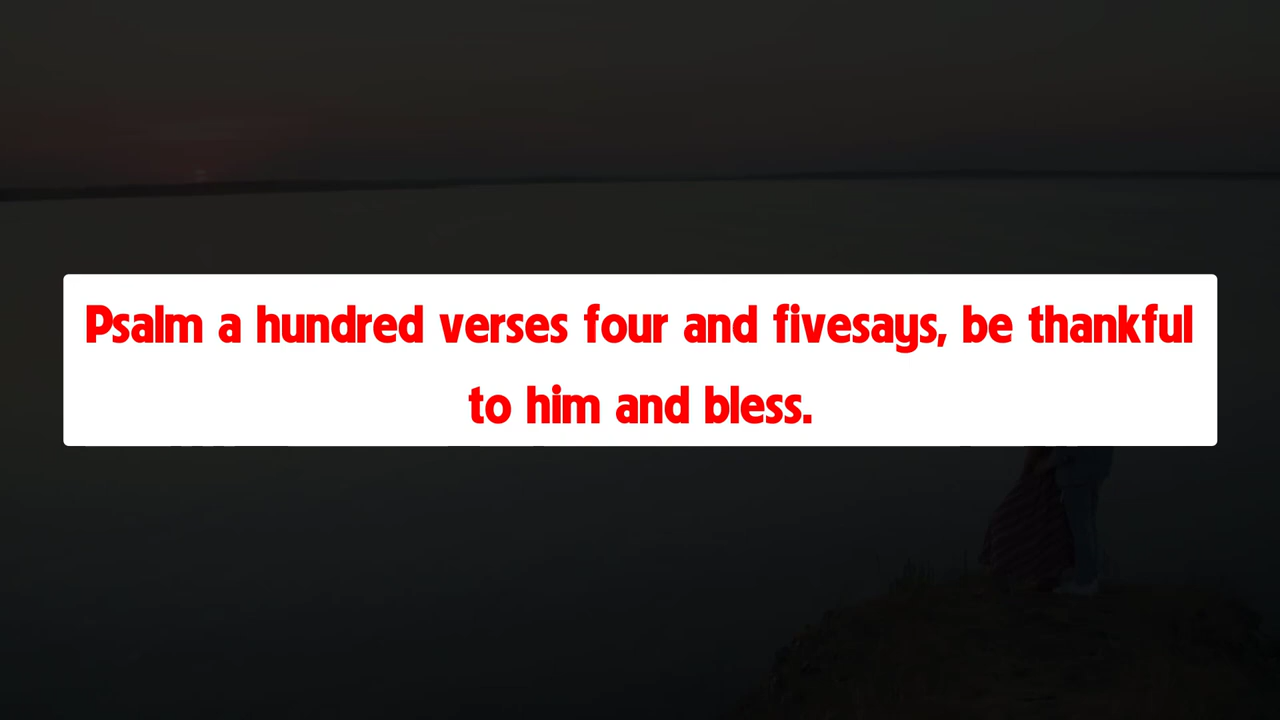 Psalm a hundred verses four and fivesays, be thankful
to him and bless.